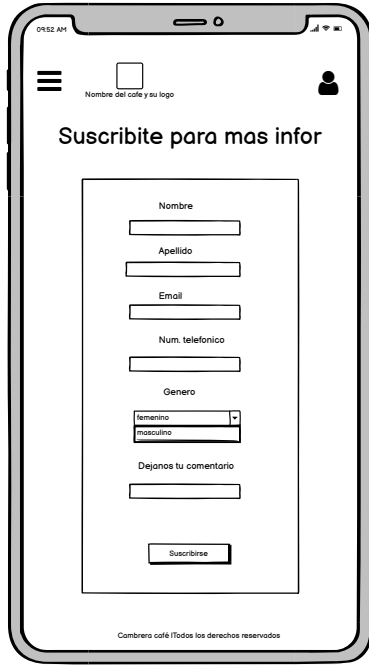 09:52 AM
Nombre del cafe y su logo
Suscribite para mas infor
Nombre
Apellido
Email
Num. telefonico
Genero
femenino
masculino
Dejanos tu comentario
Suscribirse
Cambrera café |Todos los derechos reservados